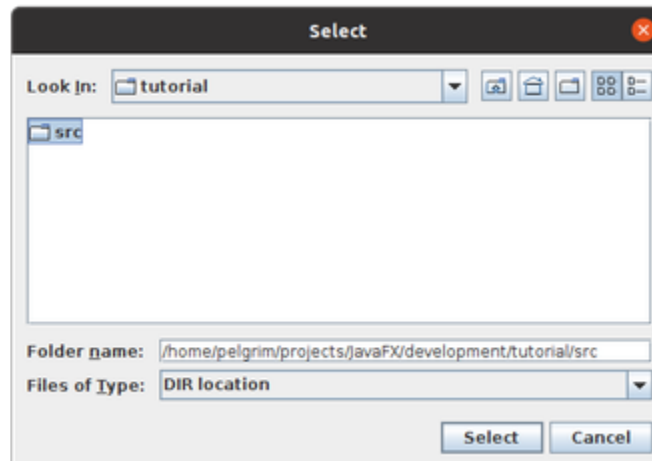 Select
Look In: tutorial
src
Folder name: /home/pelgrim/projects/JavaFX/development/tutorial/src
Files of Type: DIR location
Select Cancel